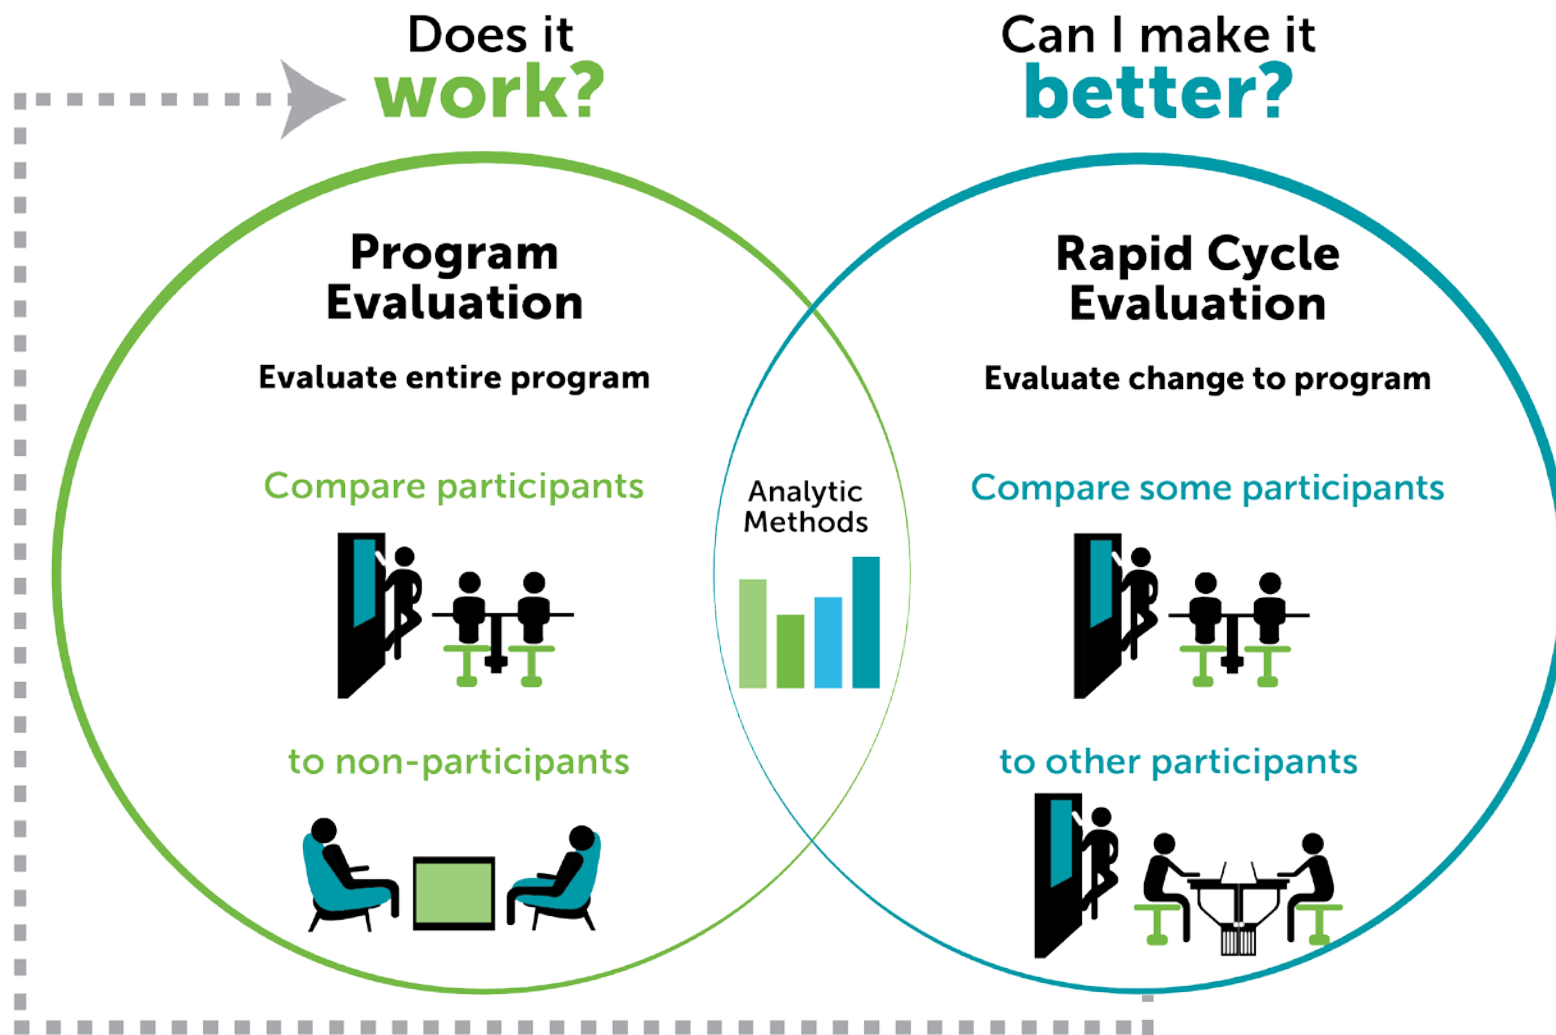 Does it
work?
Can I make it
better?
Program
Evaluation
Evaluate entire program
Compare participants
to non-participants
Analytic
Methods
Rapid Cycle
Evaluation
Evaluate change to program
Compare some participants
to other participants